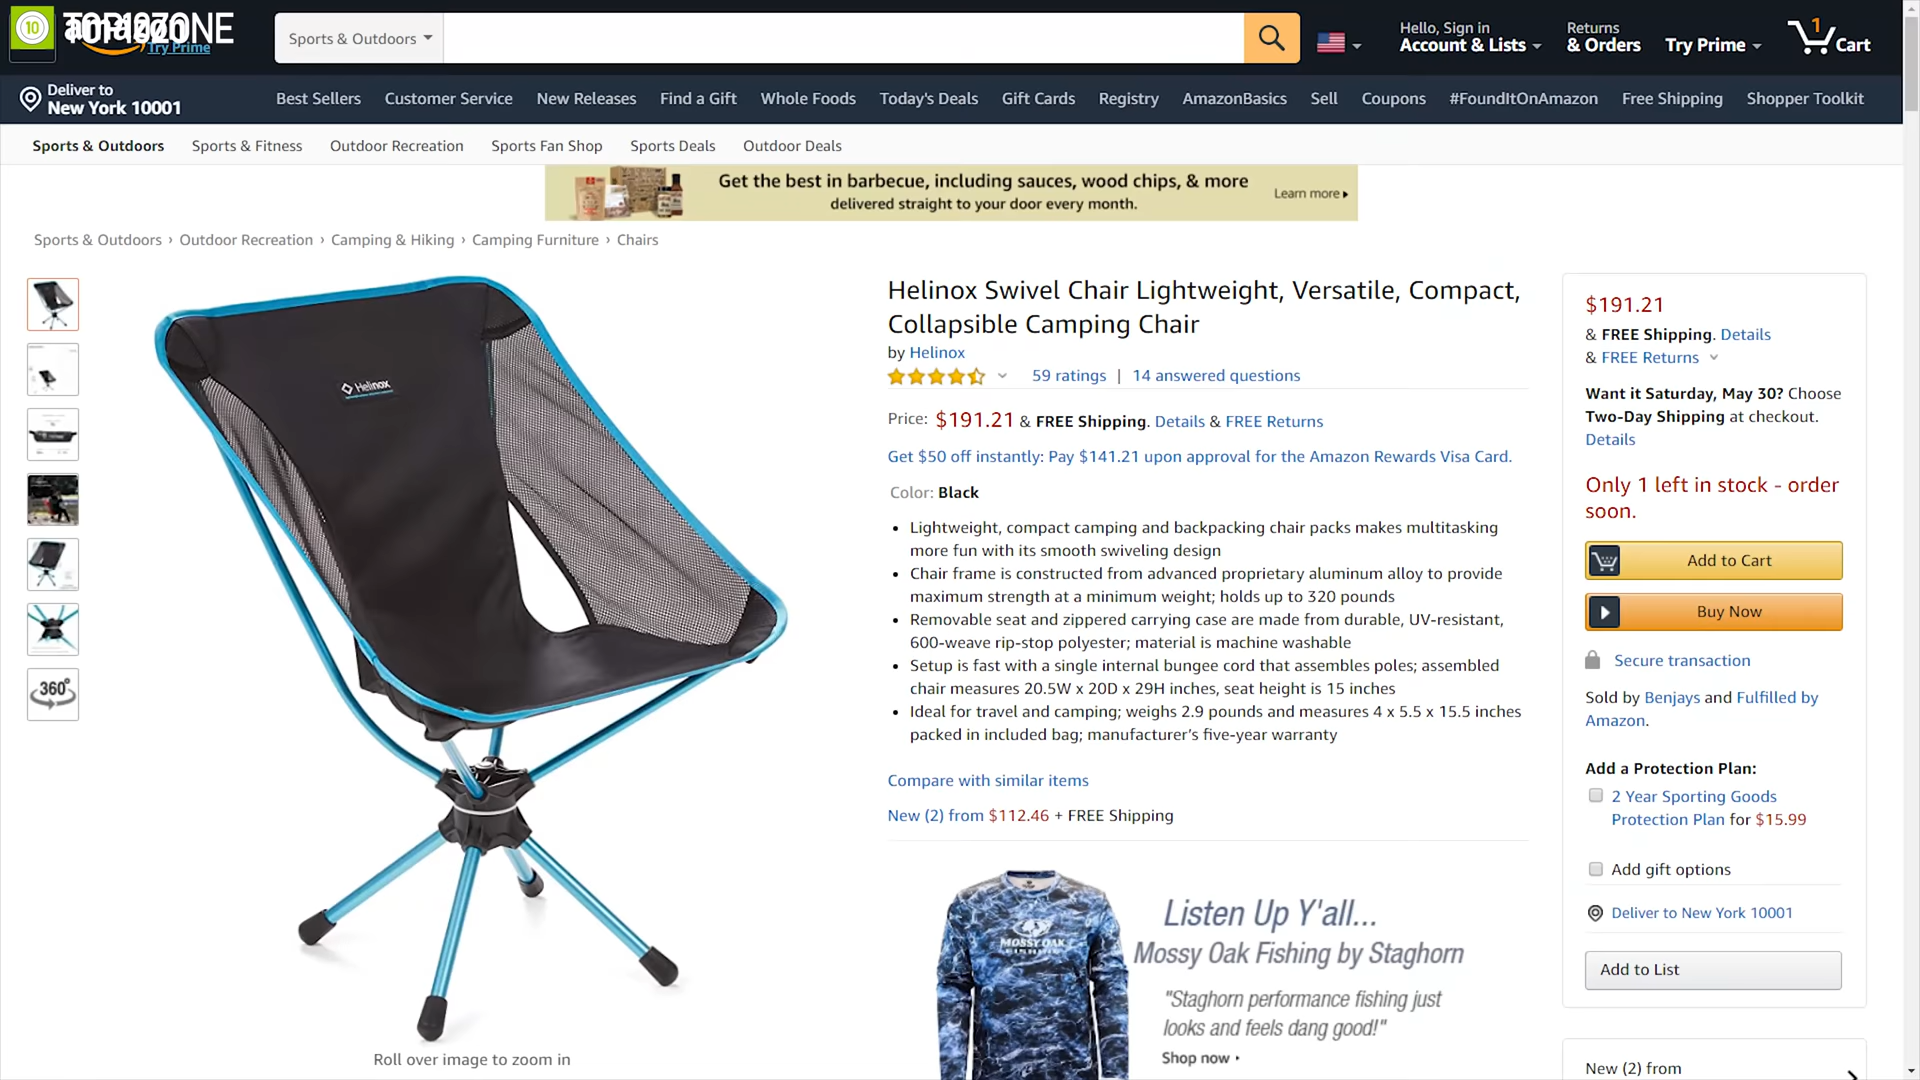 10
TOP10ZONE
Try Prime
Sports & Outdoors
Hello, Sign in
Account & Lists
Returns
& Orders
Try Prime
1
Cart
Deliver to
New York 10001
Best Sellers
Customer Service
New Releases
Find a Gift
Whole Foods
Today's Deals
Gift Cards
Registry
AmazonBasics
Sell
Coupons
#FoundItOnAmazon
Free Shipping
Shopper Toolkit
Sports & Outdoors
Sports & Fitness
Outdoor Recreation
Sports Fan Shop
Sports Deals
Outdoor Deals
Get the best in barbecue, including sauces, wood chips, & more
delivered straight to your door every month.
Learn more
Sports & Outdoors › Outdoor Recreation › Camping & Hiking › Camping Furniture › Chairs
360°
Helinox
Roll over image to zoom in
Helinox Swivel Chair Lightweight, Versatile, Compact,
Collapsible Camping Chair
by Helinox
59 ratings | 14 answered questions
Price: $191.21 & FREE Shipping. Details & FREE Returns
Get $50 off instantly: Pay $141.21 upon approval for the Amazon Rewards Visa Card.
Color: Black
• Lightweight, compact camping and backpacking chair packs makes multitasking
more fun with its smooth swiveling design
• Chair frame is constructed from advanced proprietary aluminum alloy to provide
maximum strength at a minimum weight; holds up to 320 pounds
• Removable seat and zippered carrying case are made from durable, UV-resistant,
600-weave rip-stop polyester; material is machine washable
• Setup is fast with a single internal bungee cord that assembles poles; assembled
chair measures 20.5W x 20D x 29H inches, seat height is 15 inches
• Ideal for travel and camping; weighs 2.9 pounds and measures 4 x 5.5 x 15.5 inches
packed in included bag; manufacturer's five-year warranty
Compare with similar items
New (2) from $112.46 + FREE Shipping
MOSSY OAK
Listen Up Y'all...
Mossy Oak Fishing by Staghorn
"Staghorn performance fishing just
looks and feels dang good!"
Shop now
$191.21
& FREE Shipping. Details
& FREE Returns
Want it Saturday, May 30? Choose
Two-Day Shipping at checkout.
Details
Only 1 left in stock - order
soon.
Add to Cart
Buy Now
Secure transaction
Sold by Benjays and Fulfilled by
Amazon.
Add a Protection Plan:
2 Year Sporting Goods
Protection Plan for $15.99
Add gift options
Deliver to New York 10001
Add to List
New (2) from